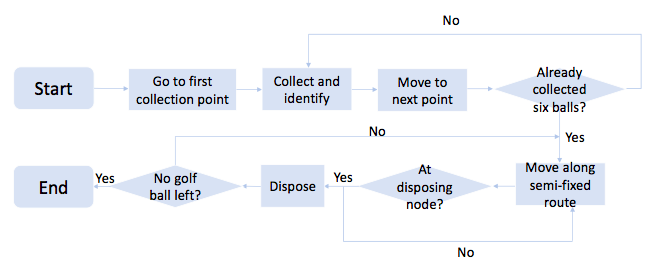 No
Start
Go to first
collection point
Collect and
identify
Move to
next point
Already
collected
six balls?
No
Yes
End
Yes
No golf
ball left?
Dispose
Yes
At
disposing
node?
Move along
semi-fixed
route
No